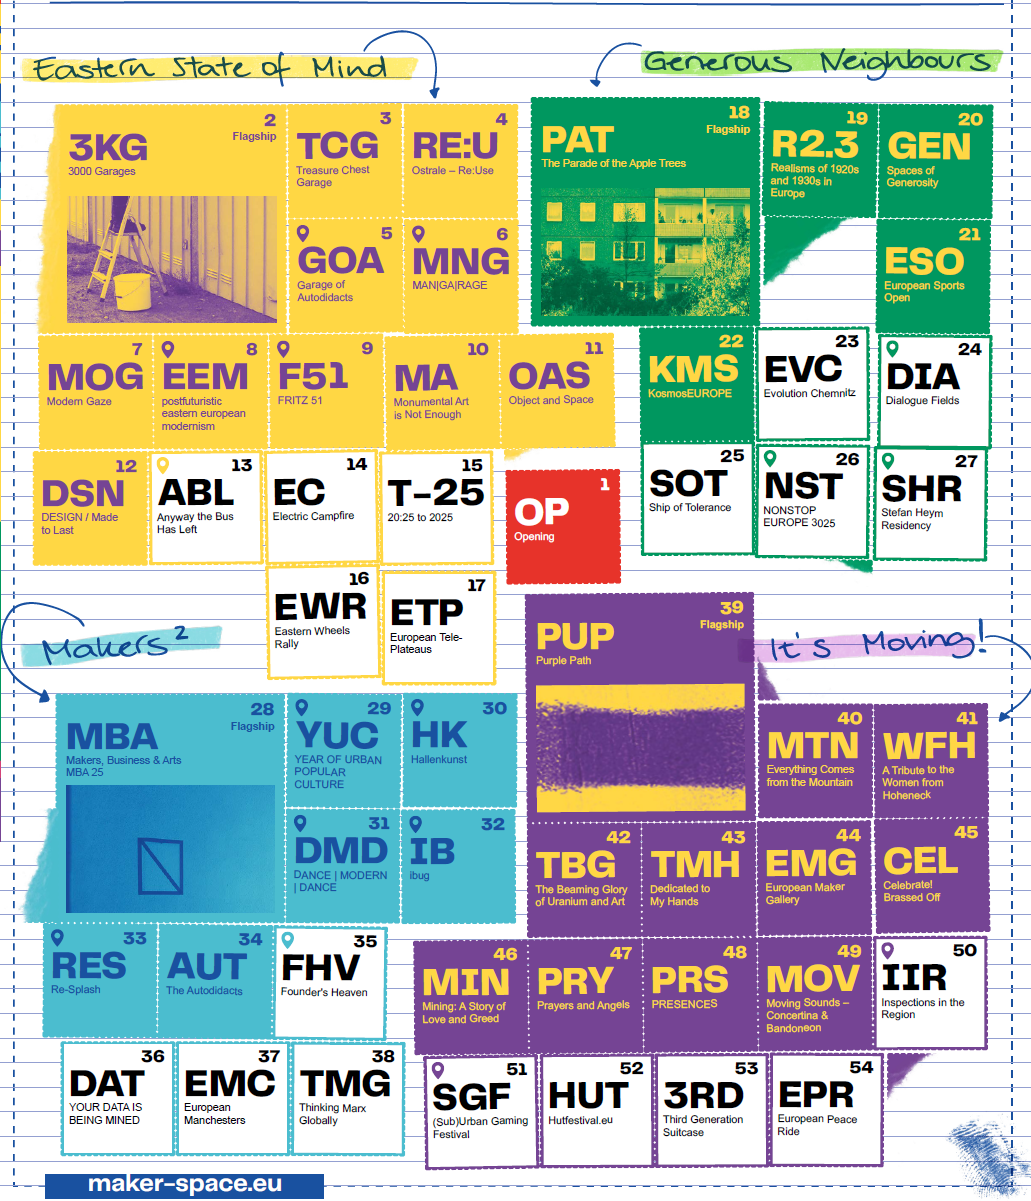 Eastern State of Mind
2
Flagship
3KG
3000 Garages
3
TCG
Treasure Chest
Garage
4
RE:U
Ostrale – Re:Use
5
GOA
Garage of
Autodidacts
6
MNG
MAN|GA|RAGE
7
MOG
Modern Gaze
8
EEM
postfuturistic
eastern european
modernism
9
F51
FRITZ 51
10
MA
Monumental Art
is Not Enough
11
OAS
Object and Space
12
DSN
DESIGN / Made
to Last
13
ABL
Anyway the Bus
Has Left
14
EC
Electric Campfire
15
T-25
20:25 to 2025
16
EWR
Eastern Wheels
Rally
17
ETP
European Tele-
Plateaus
1
OP
Opening
Generous Neighbours
18
Flagship
PAT
The Parade of the Apple Trees
19
R2.3
Realisms of 1920s
and 1930s in
Europe
20
GEN
Spaces of
Generosity
21
ESO
European Sports
Open
22
KMS
KosmosEUROPE
23
EVC
Evolution Chemnitz
24
DIA
Dialogue Fields
25
SOT
Ship of Tolerance
26
NST
NONSTOP
EUROPE 3025
27
SHR
Stefan Heym
Residency
Makers²
28
Flagship
MBA
Makers, Business & Arts
MBA 25
29
YUC
YEAR OF URBAN
POPULAR
CULTURE
30
HK
Hallenkunst
31
DMD
DANCE | MODERN
| DANCE
32
IB
ibug
33
RES
Re-Splash
34
AUT
The Autodidacts
35
FHV
Founder's Heaven
36
DAT
YOUR DATA IS
BEING MINED
37
EMC
European
Manchesters
38
TMG
Thinking Marx
Globally
It's Moving!
39
Flagship
PUP
Purple Path
40
MTN
Everything Comes
from the Mountain
41
WFH
A Tribute to the
Women from
Hoheneck
42
TBG
The Beaming Glory
of Uranium and Art
43
TMH
Dedicated to
My Hands
44
EMG
European Maker
Gallery
45
CEL
Celebrate!
Brassed Off
46
MIN
Mining: A Story of
Love and Greed
47
PRY
Prayers and Angels
48
PRS
PRESENCES
49
MOV
Moving Sounds –
Concertina &
Bandoneon
50
IIR
Inspections in the
Region
51
SGF
(Sub)Urban Gaming
Festival
52
HUT
Hutfestival.eu
53
3RD
Third Generation
Suitcase
54
EPR
European Peace
Ride
maker-space.eu